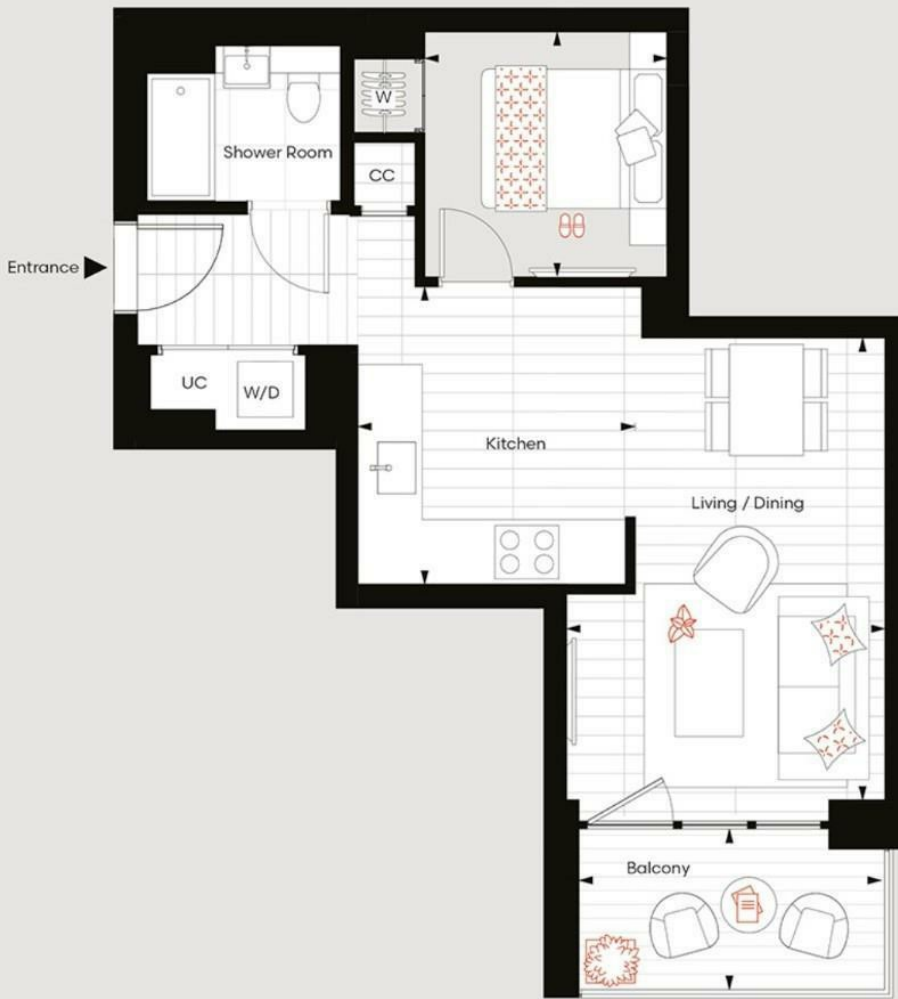 W
Shower Room
CC
Entrance
UC
W/D
Kitchen
Living / Dining
Balcony